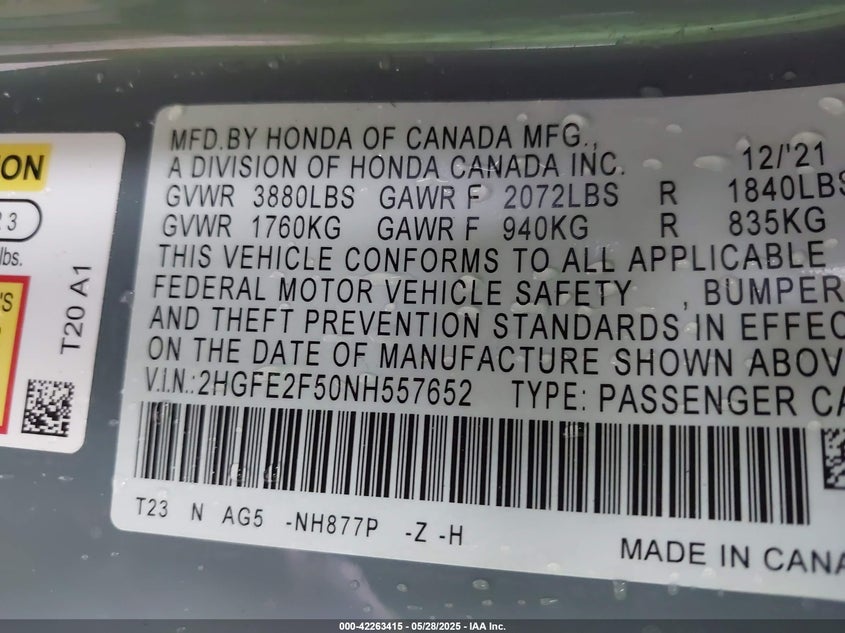 ION
23
lbs.
'S
T20 A1
MFD.BY HONDA OF CANADA MFG.,
A DIVISION OF HONDA CANADA INC. 12/'21
GVWR 3880LBS GAWR F 2072LBS R 1840LBS
GVWR 1760KG GAWR F 940KG R 835KG
THIS VEHICLE CONFORMS TO ALL APPLICABLE
FEDERAL MOTOR VEHICLE SAFETY , BUMPER
AND THEFT PREVENTION STANDARDS IN EFFEC
ON THE DATE OF MANUFACTURE SHOWN ABOV
V.I.N.:2HGFE2F50NH557652 TYPE: PASSENGER CA
T23 N AG5 -NH877P -Z -H
MADE IN CANA
000-42263415 — 05/28/2025 - IAA Inc.